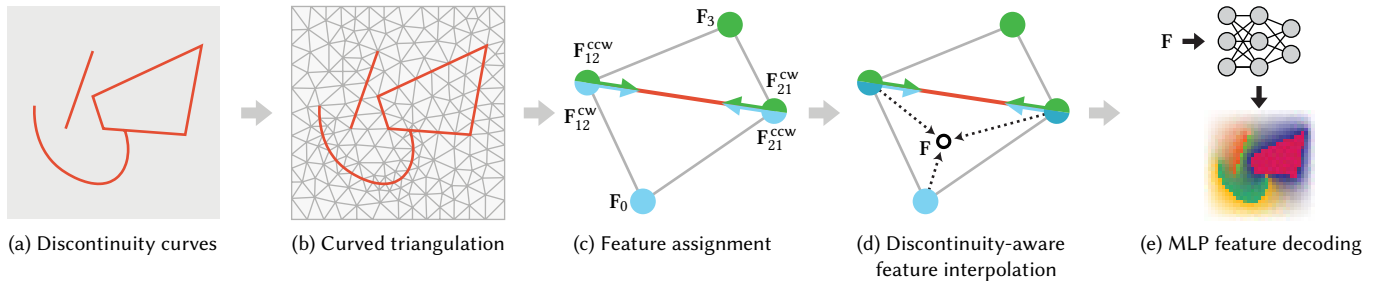 F₃
F₁₂ᶜᶜʷ
F₂₁ᶜʷ
F₁₂ᶜʷ
F₂₁ᶜᶜʷ
F₀
F
F
(a) Discontinuity curves
(b) Curved triangulation
(c) Feature assignment
(d) Discontinuity-aware
feature interpolation
(e) MLP feature decoding